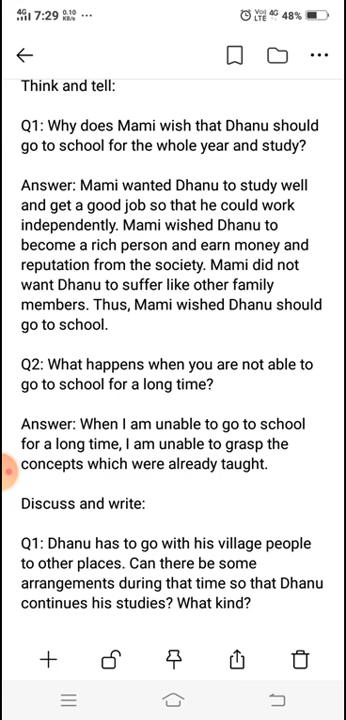 4G 7:29 0.10 KB/s ... Vo)) LTE 4G 48%
Think and tell:
Q1: Why does Mami wish that Dhanu should
go to school for the whole year and study?
Answer: Mami wanted Dhanu to study well
and get a good job so that he could work
independently. Mami wished Dhanu to
become a rich person and earn money and
reputation from the society. Mami did not
want Dhanu to suffer like other family
members. Thus, Mami wished Dhanu should
go to school.
Q2: What happens when you are not able to
go to school for a long time?
Answer: When I am unable to go to school
for a long time, I am unable to grasp the
concepts which were already taught.
Discuss and write:
Q1: Dhanu has to go with his village people
to other places. Can there be some
arrangements during that time so that Dhanu
continues his studies? What kind?